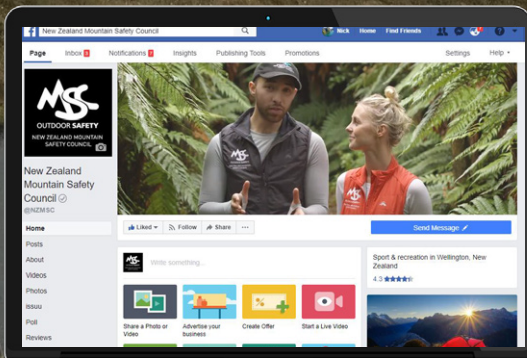 New Zealand Mountain Safety Council
Nick Home Find Friends
Page Inbox Notifications Insights Publishing Tools Promotions Settings Help
MSC
OUTDOOR SAFETY
NEW ZEALAND MOUNTAIN
SAFETY COUNCIL
New Zealand
Mountain Safety
Council
@NZMSC
Liked Follow Share
Send Message
Home
Posts
About
Videos
Photos
Issuu
Poll
Reviews
Write something...
Share a Photo or
Video
Advertise your
business
Create Offer
Start a Live Video
Sport & recreation in Wellington, New
Zealand
4.3